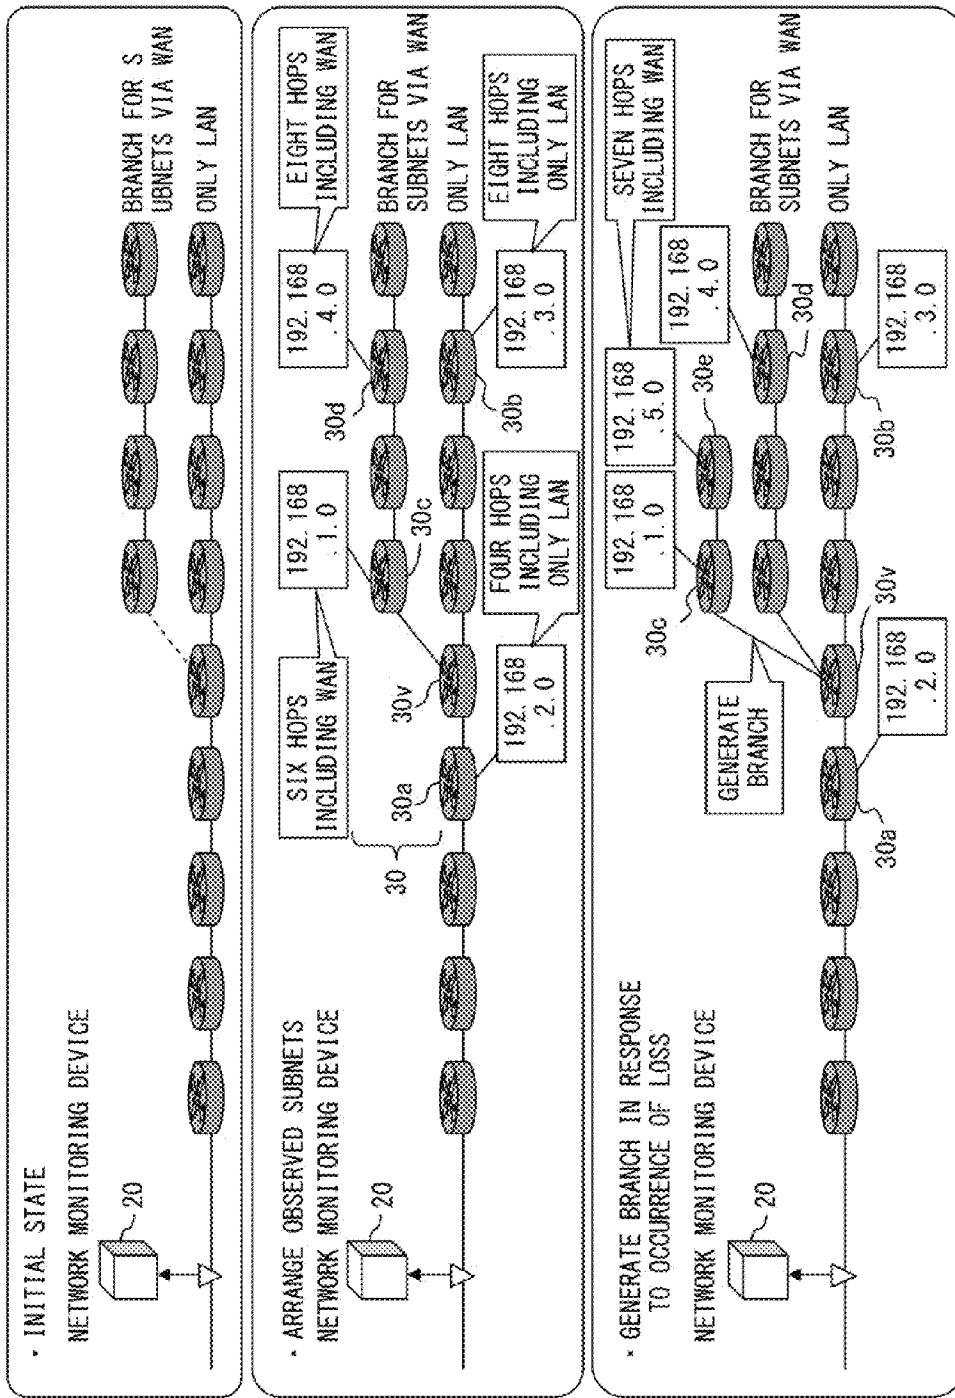 · INITIAL STATE
NETWORK MONITORING DEVICE
20
BRANCH FOR S
UBNETS VIA WAN
ONLY LAN
· ARRANGE OBSERVED SUBNETS
NETWORK MONITORING DEVICE
20
SIX HOPS
INCLUDING WAN
192. 168
. 1. 0
192. 168
. 4. 0
EIGHT HOPS
INCLUDING WAN
30
30a
30v
30c
30d
30b
BRANCH FOR
SUBNETS VIA WAN
ONLY LAN
192. 168
. 2. 0
FOUR HOPS
INCLUDING
ONLY LAN
192. 168
. 3. 0
EIGHT HOPS
INCLUDING
ONLY LAN
· GENERATE BRANCH IN RESPONSE
TO OCCURRENCE OF LOSS
NETWORK MONITORING DEVICE
20
30c
192. 168
. 1. 0
192. 168
. 5. 0
SEVEN HOPS
INCLUDING WAN
30e
192. 168
. 4. 0
BRANCH FOR
SUBNETS VIA WAN
30d
GENERATE
BRANCH
ONLY LAN
30a
192. 168
. 2. 0
30v
30b
192. 168
. 3. 0